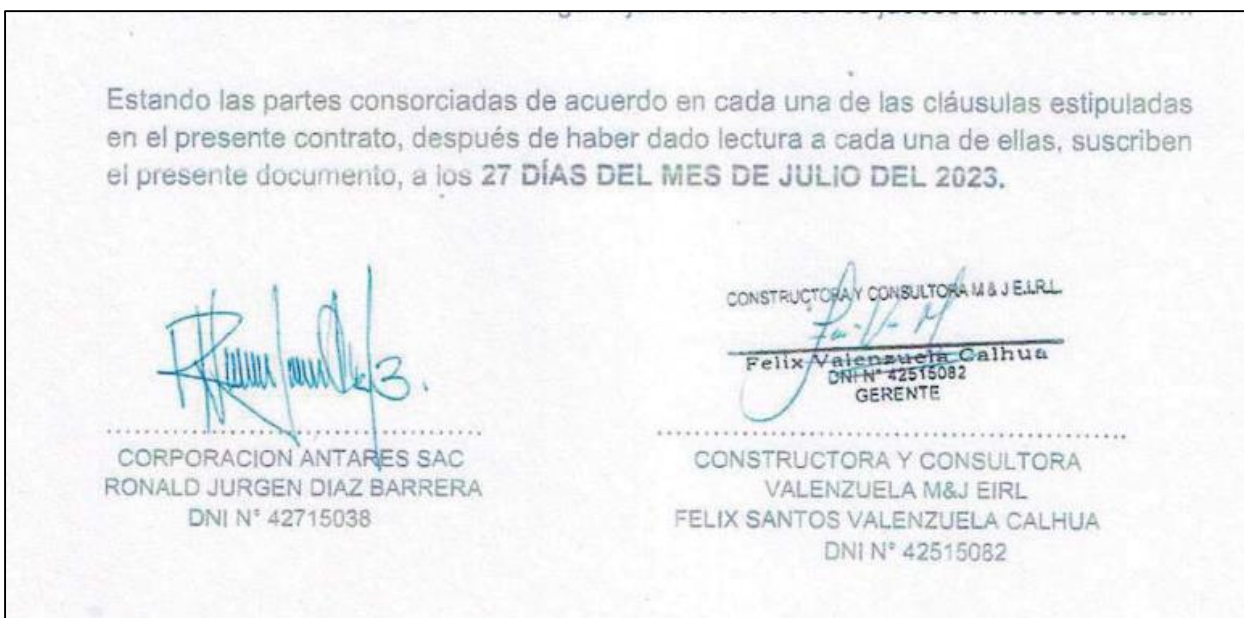 Estando las partes consorciadas de acuerdo en cada una de las cláusulas estipuladas
en el presente contrato, después de haber dado lectura a cada una de ellas, suscriben
el presente documento, a los 27 DÍAS DEL MES DE JULIO DEL 2023.
CORPORACION ANTARES SAC
RONALD JURGEN DIAZ BARRERA
DNI N° 42715038
CONSTRUCTORA Y CONSULTORA M & J E.I.R.L.
Felix Valenzuela Calhua
DNI N° 42515082
GERENTE
CONSTRUCTORA Y CONSULTORA
VALENZUELA M&J EIRL
FELIX SANTOS VALENZUELA CALHUA
DNI N° 42515082